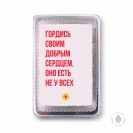 ГОРДИСЬ
СВОИМ
ДОБРЫМ
СЕРДЦЕМ,
ОНО ЕСТЬ
НЕ У ВСЕХ